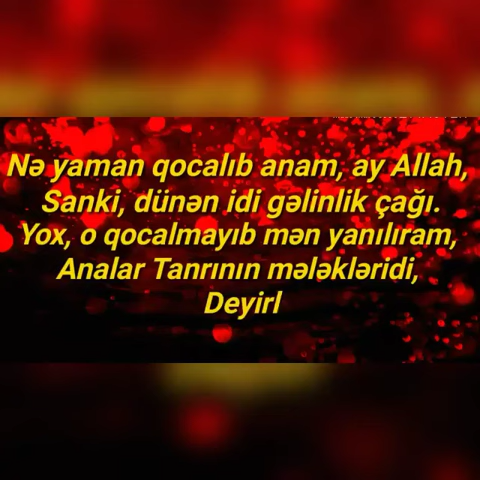 Nə yaman qocalıb anam, ay Allah,
Sanki, dünən idi gəlinlik çağı.
Yox, o qocalmayıb mən yanılıram,
Analar Tanrının mələkləridi,
Deyirl